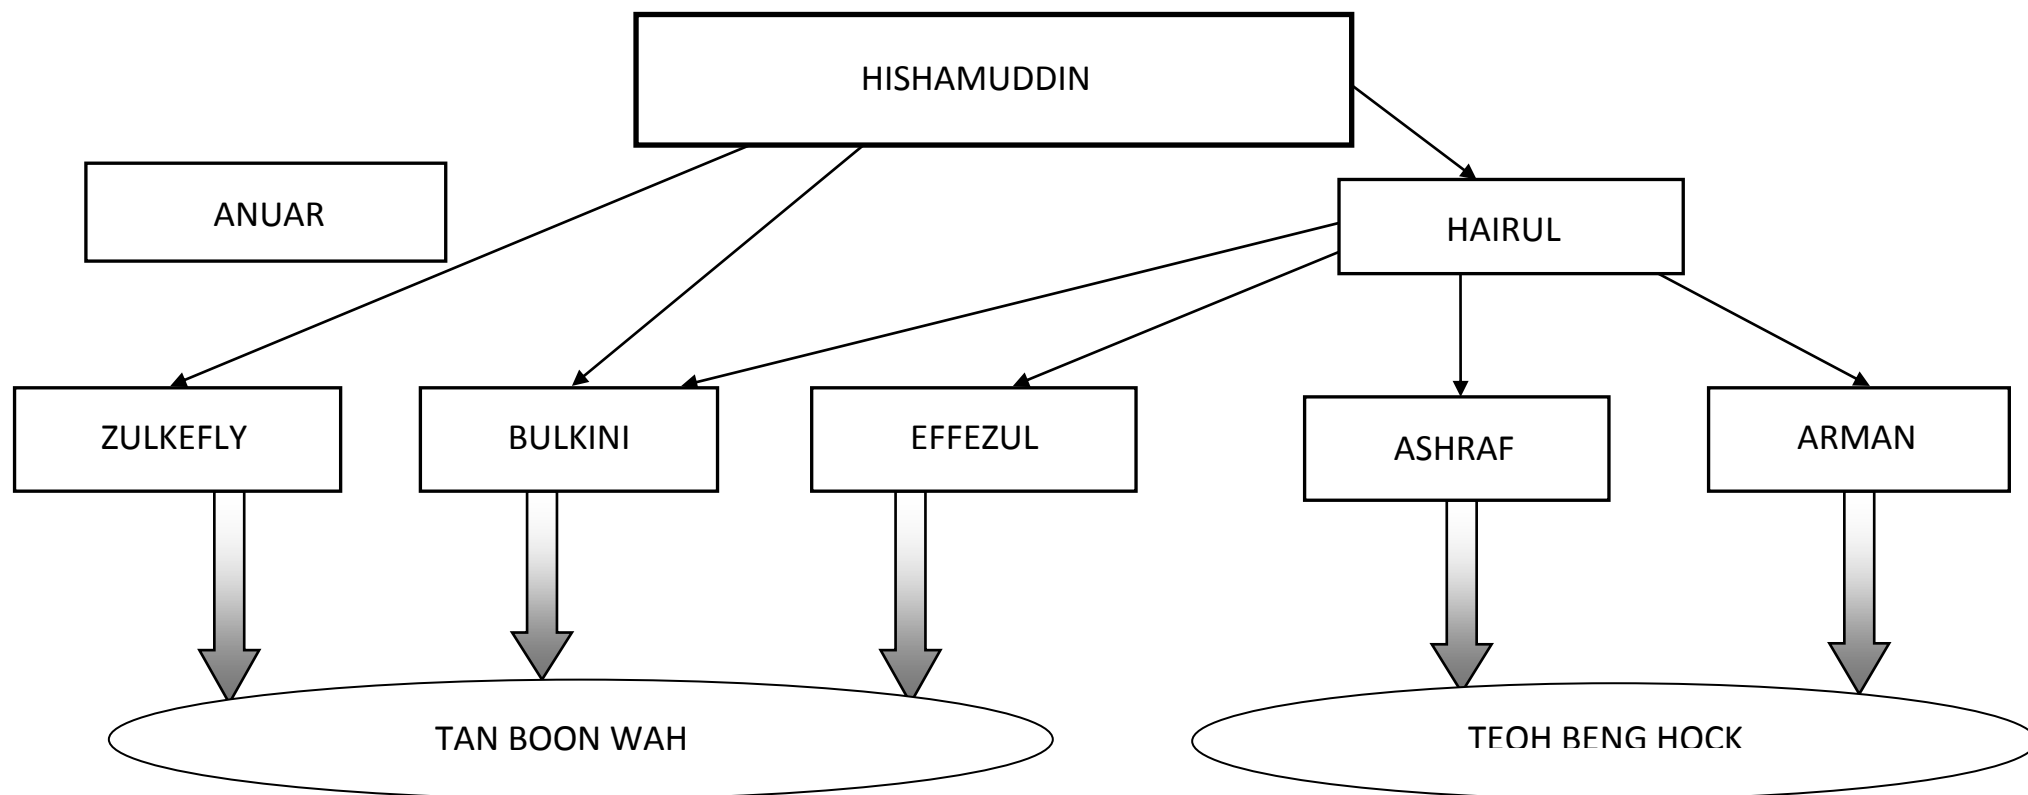 HISHAMUDDIN
ANUAR
HAIRUL
ZULKEFLY
BULKINI
EFFEZUL
ASHRAF
ARMAN
TAN BOON WAH
TEOH BENG HOCK